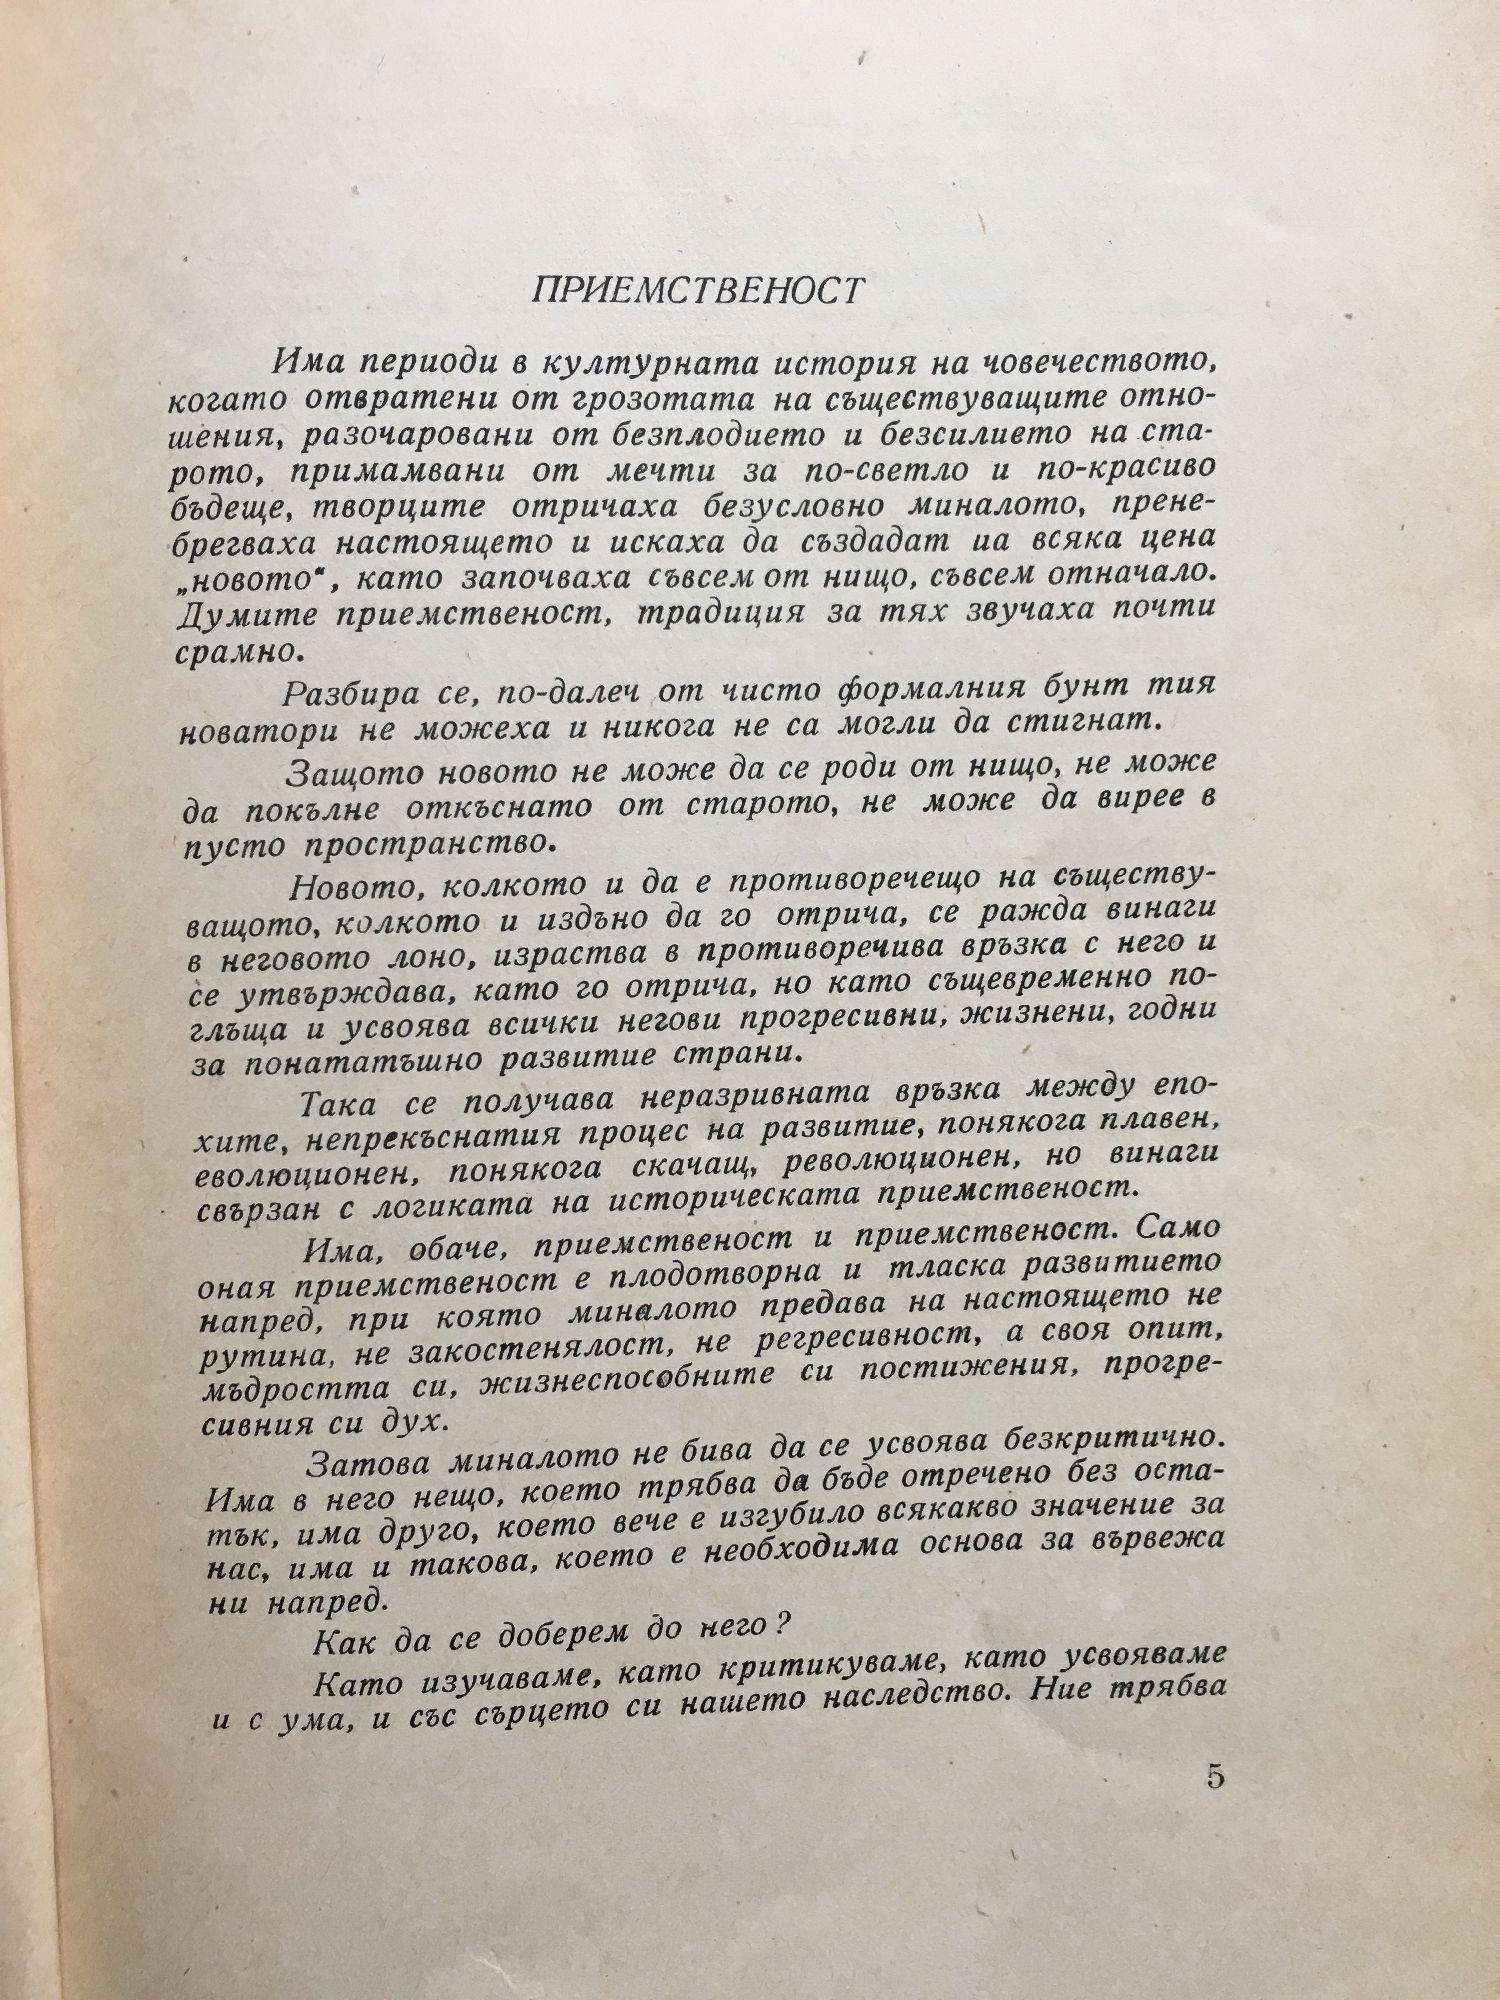 ПРИЕМСТВЕНОСТ
Има периоди в културната история на човечеството,
когато отвратени от грозотата на съществуващите отно-
шения, разочаровани от безплодието и безсилието на ста-
рото, примамвани от мечти за по-светло и по-красиво
бъдеще, творците отричаха безусловно миналото, прене-
брегваха настоящето и искаха да създадат иа всяка цена
„новото“, като започваха съвсем от нищо, съвсем отначало.
Думите приемственост, традиция за тях звучаха почти
срамно.
Разбира се, по-далеч от чисто формалния бунт тия
новатори не можеха и никога не са могли да стигнат.
Защото новото не може да се роди от нищо, не може
да покълне откъснато от старото, не може да вирее в
пусто пространство.
Новото, колкото и да е противоречещо на съществу-
ващото, колкото и издъно да го отрича, се ражда винаги
в неговото лоно, израства в противоречива връзка с него и
се утвърждава, като го отрича, но като същевременно по-
глъща и усвоява всички негови прогресивни, жизнени, годни
за понататъшно развитие страни.
Така се получава неразривната връзка между епо-
хите, непрекъснатия процес на развитие, понякога плавен,
еволюционен, понякога скачащ, революционен, но винаги
свързан с логиката на историческата приемственост.
Има, обаче, приемственост и приемственост. Само
оная приемственост е плодотворна и тласка развитието
напред, при която миналото предава на настоящето не
рутина, не закостенялост, не регресивност, а своя опит,
мъдростта си, жизнеспособните си постижения, прогре-
сивния си дух.
Затова миналото не бива да се усвоява безкритично.
Има в него нещо, което трябва да бъде отречено без оста-
тък, има друго, което вече е изгубило всякакво значение за
нас, има и такова, което е необходима основа за вървежа
ни напред.
Как да се доберем до него?
Като изучаваме, като критикуваме, като усвояваме
и с ума, и със сърцето си нашето наследство. Ние трябва
5